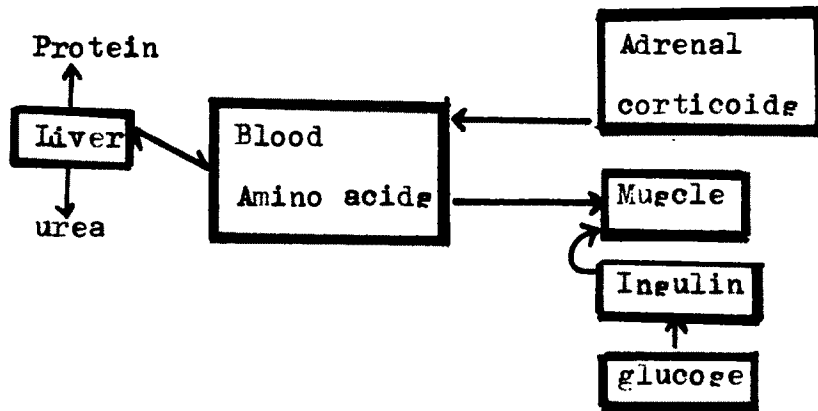 Protein
Liver
urea
Blood
Amino acids
Adrenal
corticoids
Muscle
Insulin
glucose